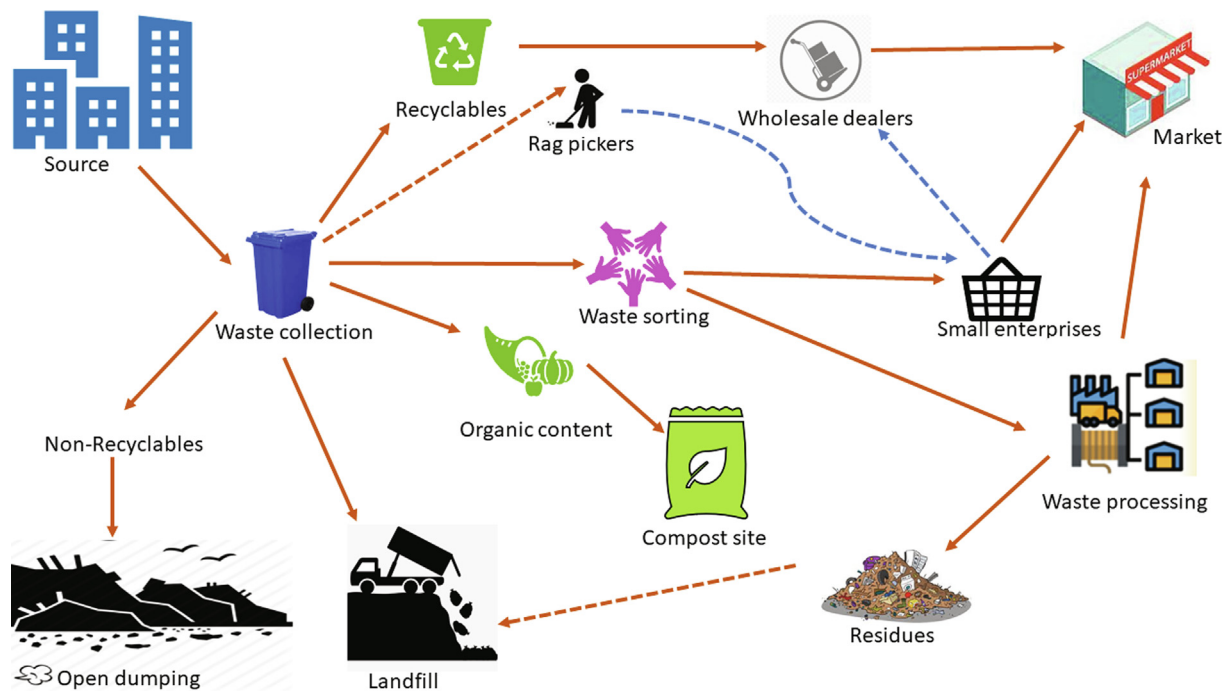 SUPERMARKET
Recyclables
Wholesale dealers
Rag pickers
Market
Source
Waste collection
Waste sorting
Small enterprises
Organic content
Non-Recyclables
Waste processing
Compost site
Residues
Open dumping
Landfill